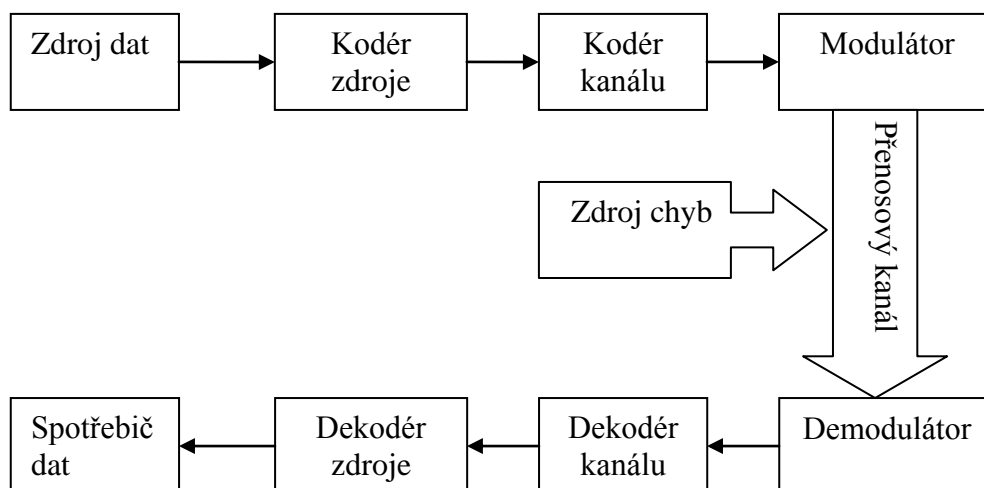 Zdroj dat
Kodér
zdroje
Kodér
kanálu
Modulátor
Přenosový kanál
Zdroj chyb
Spotřebič
dat
Dekodér
zdroje
Dekodér
kanálu
Demodulátor